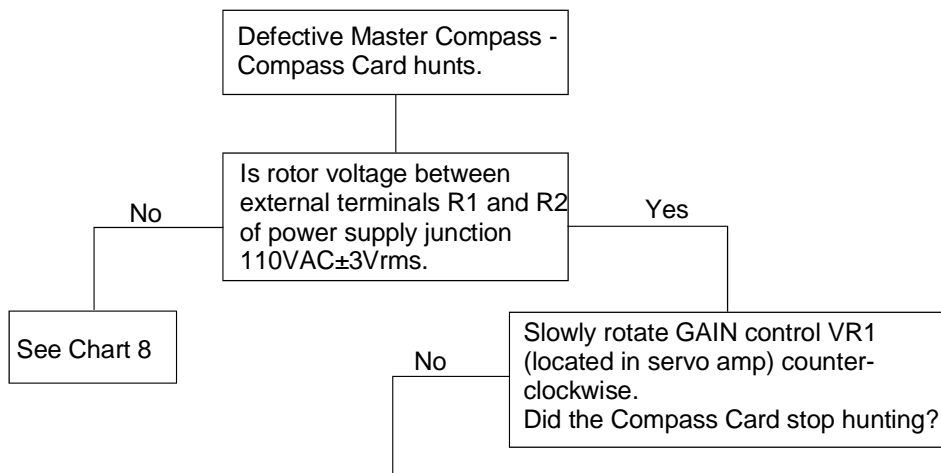 Defective Master Compass -
Compass Card hunts.
Is rotor voltage between
external terminals R1 and R2
of power supply junction
110VAC±3Vrms.
No
Yes
See Chart 8
Slowly rotate GAIN control VR1
(located in servo amp) counter-
clockwise.
Did the Compass Card stop hunting?
No